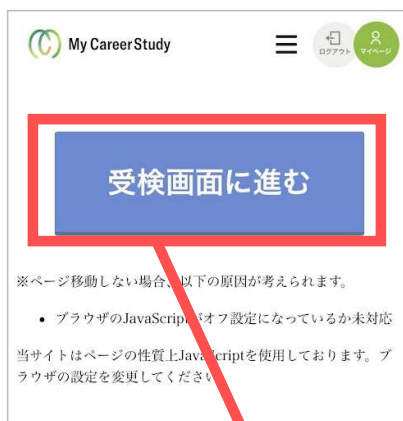 My CareerStudy
ログアウト
マイページ
受検画面に進む
※ページ移動しない場合、以下の原因が考えられます。
• ブラウザのJavaScriptがオフ設定になっているか未対応
当サイトはページの性質上JavaScriptを使用しております。ブ
ラウザの設定を変更してください